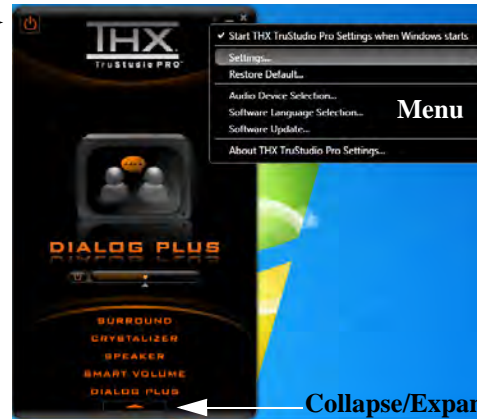 THX
TruStudio PRO™
✔ Start THX TruStudio Pro Settings when Windows starts
Settings...
Restore Default...
Audio Device Selection...
Software Language Selection...
Software Update...
About THX TruStudio Pro Settings...
Menu
DIALOG PLUS
SURROUND
CRYSTALIZER
SPEAKER
SMART VOLUME
DIALOG PLUS
Collapse/Expan